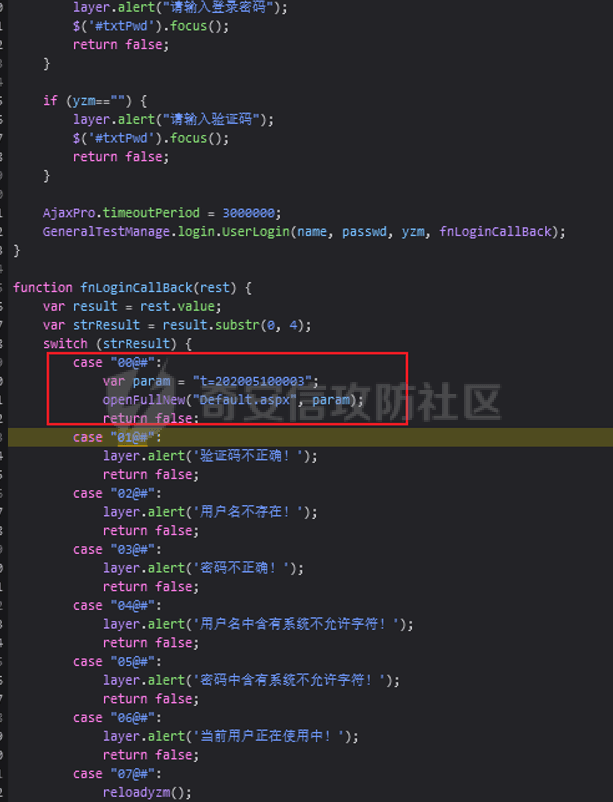 layer.alert("请输入登录密码");
$('#txtPwd').focus();
return false;
}
if (yzm=="") {
layer.alert("请输入验证码");
$('#txtPwd').focus();
return false;
}
AjaxPro.timeoutPeriod = 3000000;
GeneralTestManage.login.UserLogin(name, passwd, yzm, fnLoginCallBack);
}
function fnLoginCallBack(rest) {
var result = rest.value;
var strResult = result.substr(0, 4);
switch (strResult) {
case "00@#":
var param = "t=202005100003";
openFullNew("Default.aspx", param);
return false;
奇安信攻防社区
case "01@#":
layer.alert('验证码不正确！');
return false;
case "02@#":
layer.alert('用户名不存在！');
return false;
case "03@#":
layer.alert('密码不正确！');
return false;
case "04@#":
layer.alert('用户名中含有系统不允许字符！');
return false;
case "05@#":
layer.alert('密码中含有系统不允许字符！');
return false;
case "06@#":
layer.alert('当前用户正在使用中！');
return false;
case "07@#":
reloadyzm();